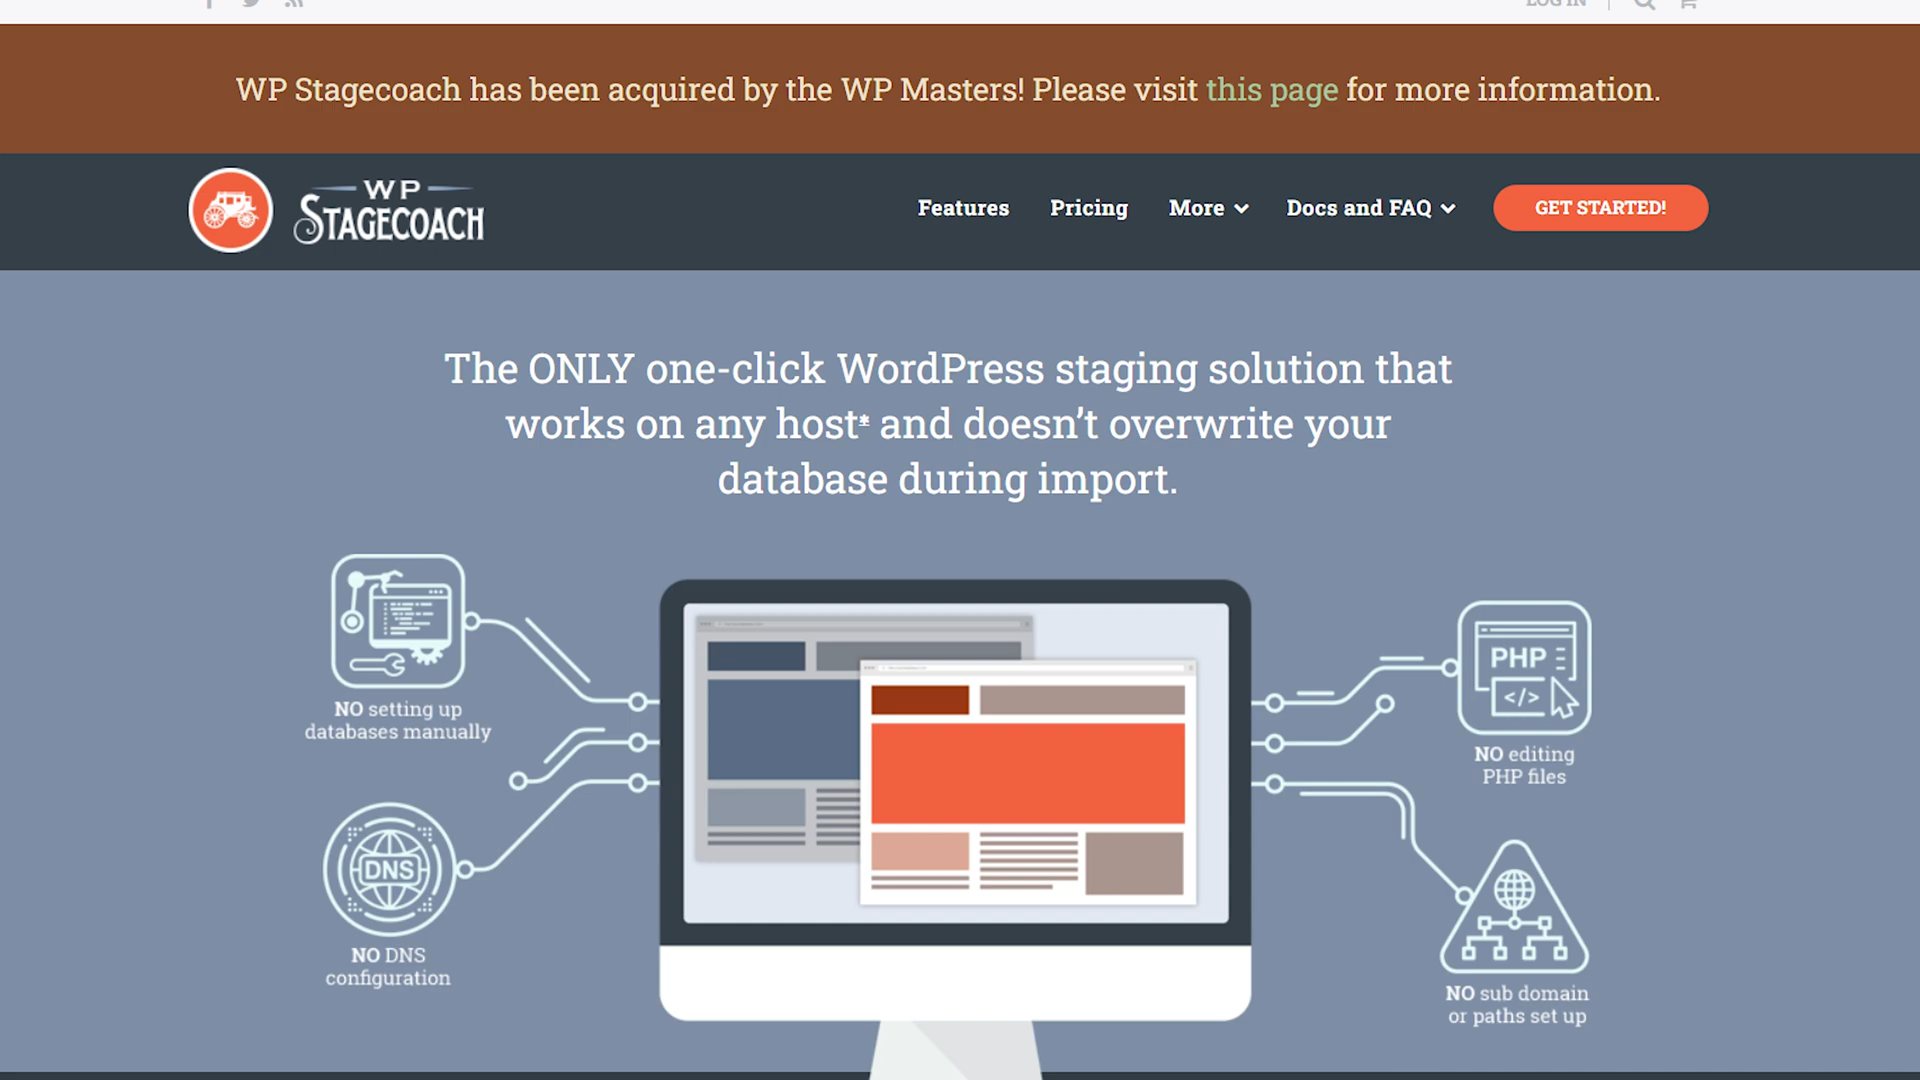 LOG IN
WP Stagecoach has been acquired by the WP Masters! Please visit this page for more information.
WP
STAGECOACH
Features
Pricing
More
Docs and FAQ
GET STARTED!
The ONLY one-click WordPress staging solution that
works on any host* and doesn't overwrite your
database during import.
NO setting up
databases manually
PHP
</>
NO editing
PHP files
DNS
NO DNS
configuration
NO sub domain
or paths set up